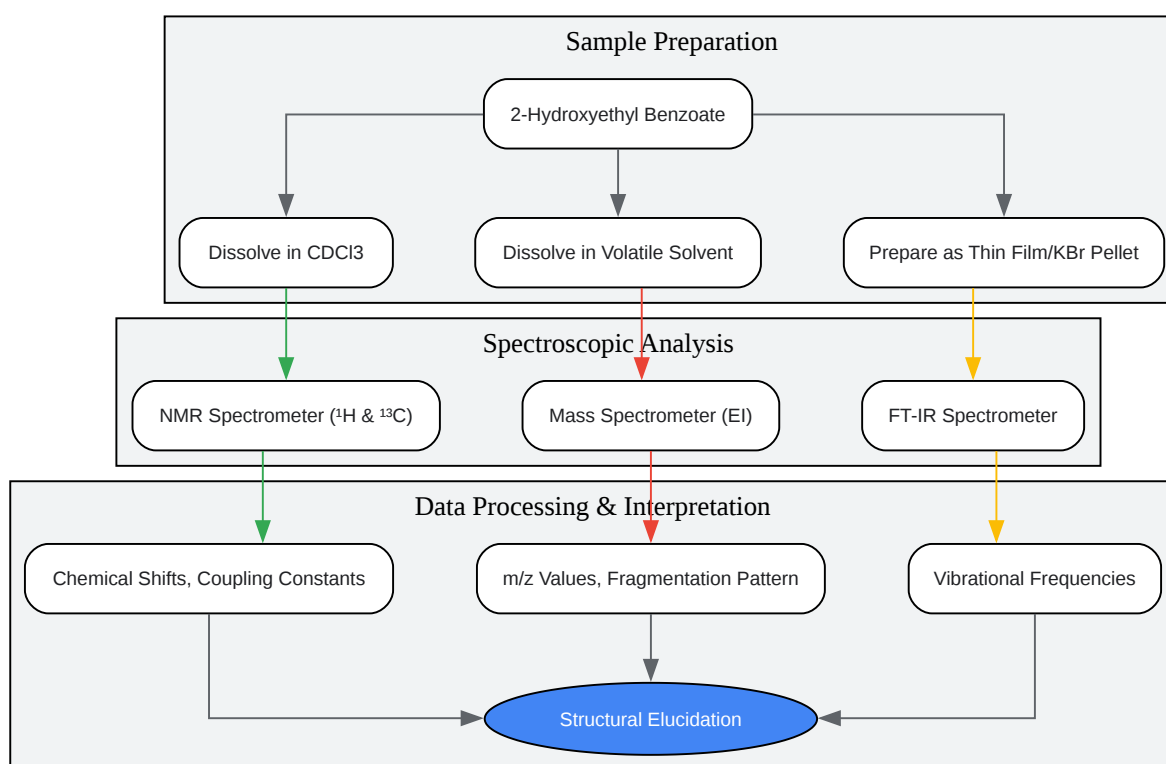 Sample Preparation
2-Hydroxyethyl Benzoate
Dissolve in CDCl3
Dissolve in Volatile Solvent
Prepare as Thin Film/KBr Pellet
Spectroscopic Analysis
NMR Spectrometer (¹H & ¹³C)
Mass Spectrometer (EI)
FT-IR Spectrometer
Data Processing & Interpretation
Chemical Shifts, Coupling Constants
m/z Values, Fragmentation Pattern
Vibrational Frequencies
Structural Elucidation